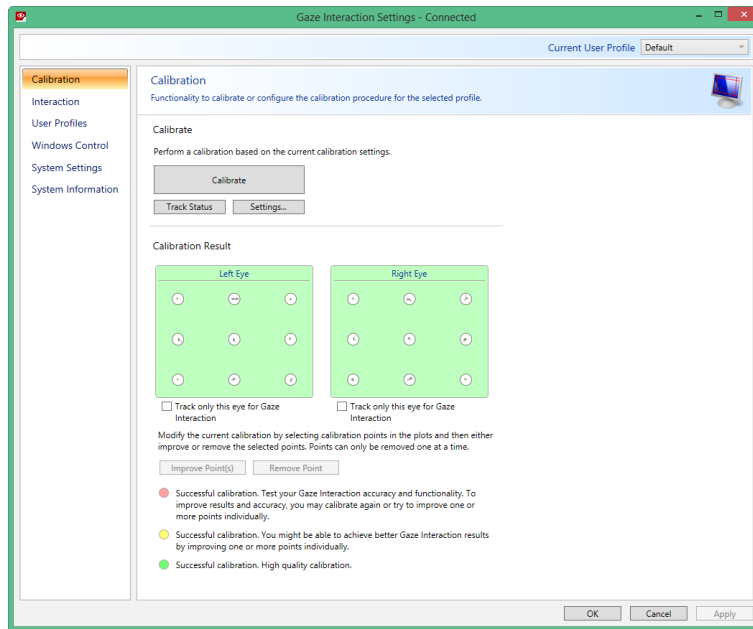 Gaze Interaction Settings - Connected
Current User Profile Default
Calibration
Interaction
User Profiles
Windows Control
System Settings
System Information
Calibration
Functionality to calibrate or configure the calibration procedure for the selected profile.
Calibrate
Perform a calibration based on the current calibration settings.
Calibrate
Track Status Settings...
Calibration Result
Left Eye Right Eye
Track only this eye for Gaze
Interaction
Track only this eye for Gaze
Interaction
Modify the current calibration by selecting calibration points in the plots and then either
improve or remove the selected points. Points can only be removed one at a time.
Improve Point(s) Remove Point
Successful calibration. Test your Gaze Interaction accuracy and functionality. To
improve results and accuracy, you may calibrate again or try to improve one or
more points individually.
Successful calibration. You might be able to achieve better Gaze Interaction results
by improving one or more points individually.
Successful calibration. High quality calibration.
OK Cancel Apply